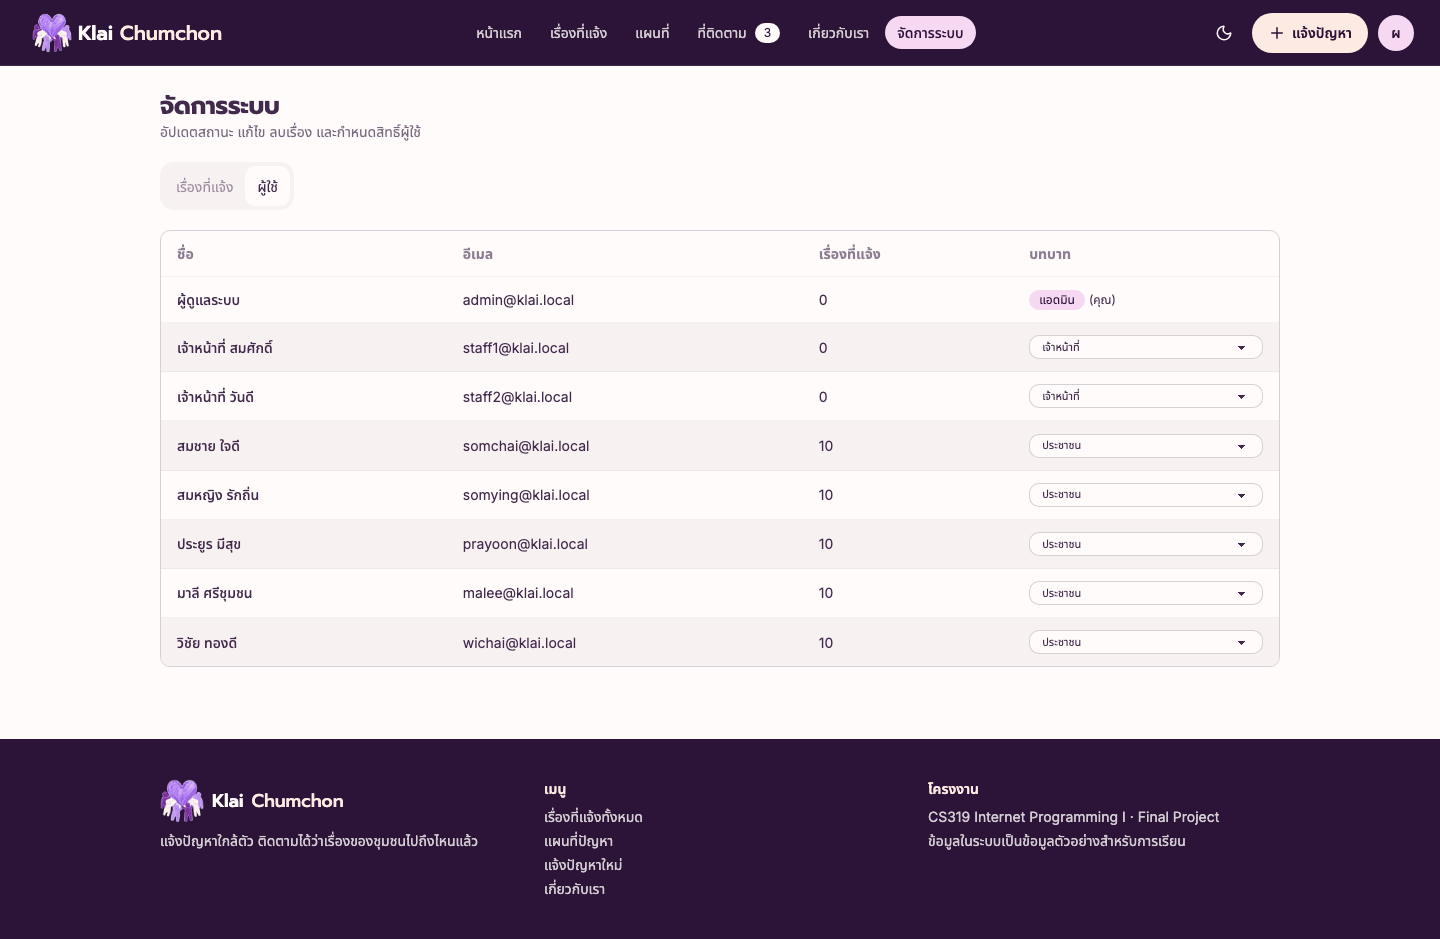 Klai Chumchon
หน้าแรก เรื่องที่แจ้ง แผนที่ ที่ติดตาม 3 เกี่ยวกับเรา จัดการระบบ
แจ้งปัญหา ผ
จัดการระบบ
อัปเดตสถานะ แก้ไข ลบเรื่อง และกำหนดสิทธิ์ผู้ใช้
เรื่องที่แจ้ง ผู้ใช้
ชื่อ อีเมล เรื่องที่แจ้ง บทบาท
ผู้ดูแลระบบ admin@klai.local 0 แอดมิน (คุณ)
เจ้าหน้าที่ สมศักดิ์ staff1@klai.local 0 เจ้าหน้าที่
เจ้าหน้าที่ วันดี staff2@klai.local 0 เจ้าหน้าที่
สมชาย ใจดี somchai@klai.local 10 ประชาชน
สมหญิง รักถิ่น somying@klai.local 10 ประชาชน
ประยูร มีสุข prayoon@klai.local 10 ประชาชน
มาลี ศรีชุมชน malee@klai.local 10 ประชาชน
วิชัย ทองดี wichai@klai.local 10 ประชาชน
Klai Chumchon
แจ้งปัญหาใกล้ตัว ติดตามได้ว่าเรื่องของชุมชนไปถึงไหนแล้ว
เมนู
เรื่องที่แจ้งทั้งหมด
แผนที่ปัญหา
แจ้งปัญหาใหม่
เกี่ยวกับเรา
โครงงาน
CS319 Internet Programming I · Final Project
ข้อมูลในระบบเป็นข้อมูลตัวอย่างสำหรับการเรียน